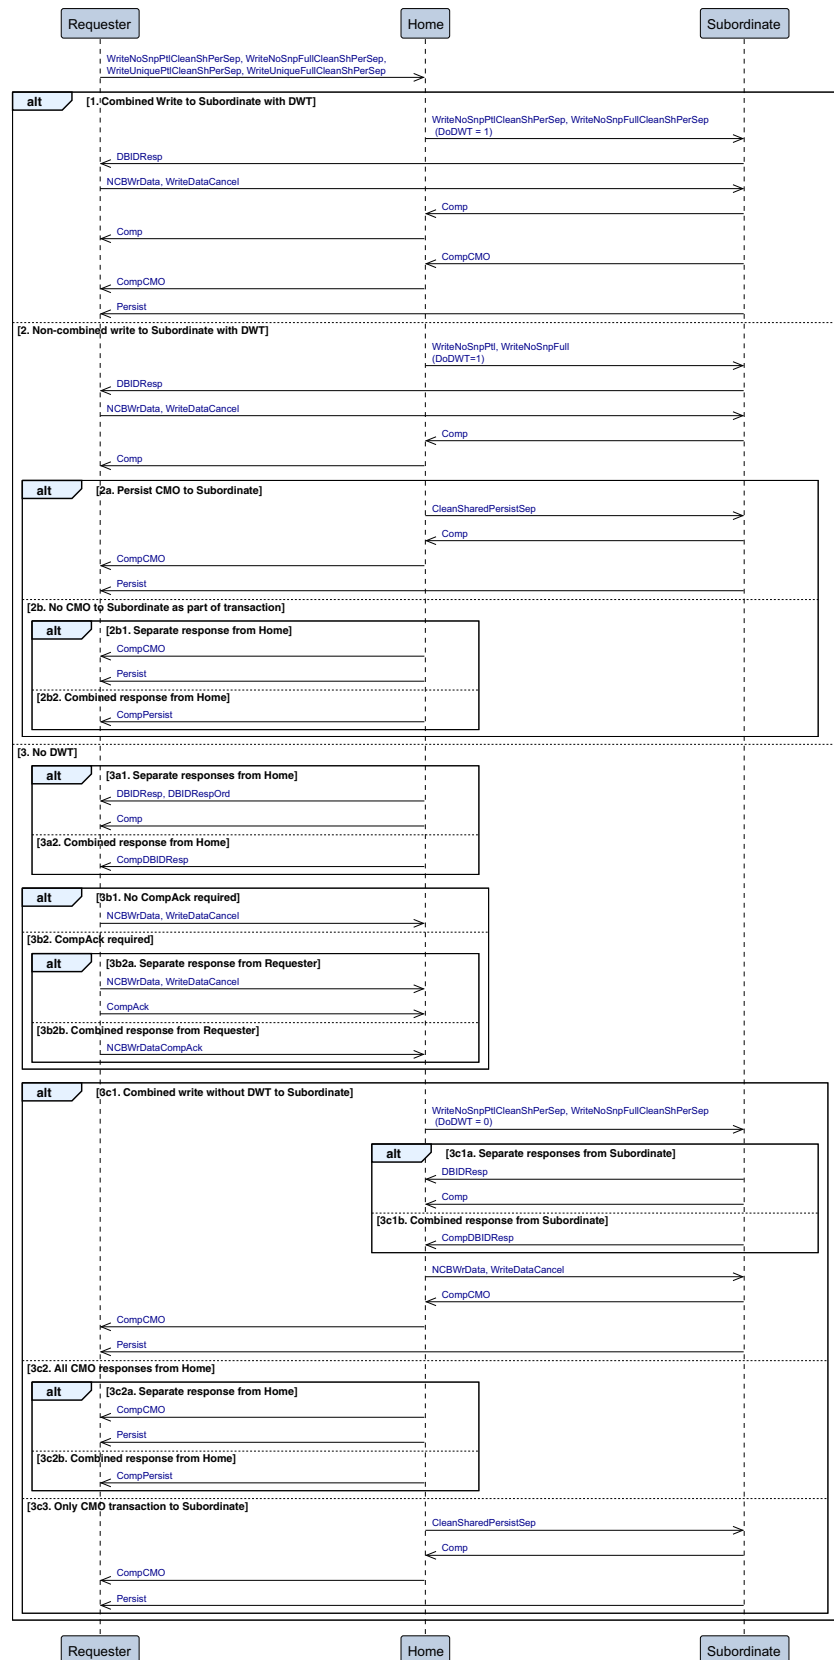 Requester Home Subordinate
WriteNoSnpPtlCleanShPerSep, WriteNoSnpFullCleanShPerSep,
WriteUniquePtlCleanShPerSep, WriteUniqueFullCleanShPerSep
alt [1. Combined Write to Subordinate with DWT]
WriteNoSnpPtlCleanShPerSep, WriteNoSnpFullCleanShPerSep
(DoDWT = 1)
DBIDResp
NCBWrData, WriteDataCancel
Comp
Comp
CompCMO
CompCMO
Persist
[2. Non-combined write to Subordinate with DWT]
WriteNoSnpPtl, WriteNoSnpFull
(DoDWT=1)
DBIDResp
NCBWrData, WriteDataCancel
Comp
Comp
alt [2a. Persist CMO to Subordinate]
CleanSharedPersistSep
Comp
CompCMO
Persist
[2b. No CMO to Subordinate as part of transaction]
alt [2b1. Separate response from Home]
CompCMO
Persist
[2b2. Combined response from Home]
CompPersist
[3. No DWT]
alt [3a1. Separate responses from Home]
DBIDResp, DBIDRespOrd
Comp
[3a2. Combined response from Home]
CompDBIDResp
alt [3b1. No CompAck required]
NCBWrData, WriteDataCancel
[3b2. CompAck required]
alt [3b2a. Separate response from Requester]
NCBWrData, WriteDataCancel
CompAck
[3b2b. Combined response from Requester]
NCBWrDataCompAck
alt [3c1. Combined write without DWT to Subordinate]
WriteNoSnpPtlCleanShPerSep, WriteNoSnpFullCleanShPerSep
(DoDWT = 0)
alt [3c1a. Separate responses from Subordinate]
DBIDResp
Comp
[3c1b. Combined response from Subordinate]
CompDBIDResp
NCBWrData, WriteDataCancel
CompCMO
CompCMO
Persist
[3c2. All CMO responses from Home]
alt [3c2a. Separate response from Home]
CompCMO
Persist
[3c2b. Combined response from Home]
CompPersist
[3c3. Only CMO transaction to Subordinate]
CleanSharedPersistSep
Comp
CompCMO
Persist
Requester Home Subordinate